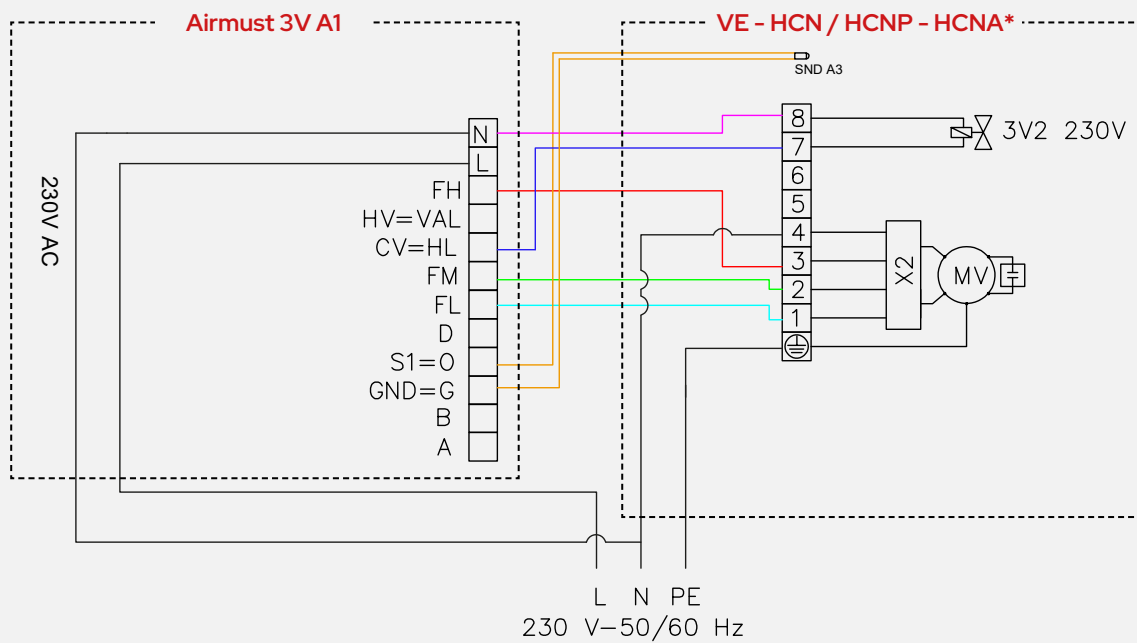 Airmust 3V A1
VE - HCN / HCNP - HCNA*
SND A3
230V AC
N
L
FH
HV=VAL
CV=HL
FM
FL
D
S1=O
GND=G
B
A
8
7
6
5
4
3
2
1
3V2 230V
X2
MV
L N PE
230 V-50/60 Hz